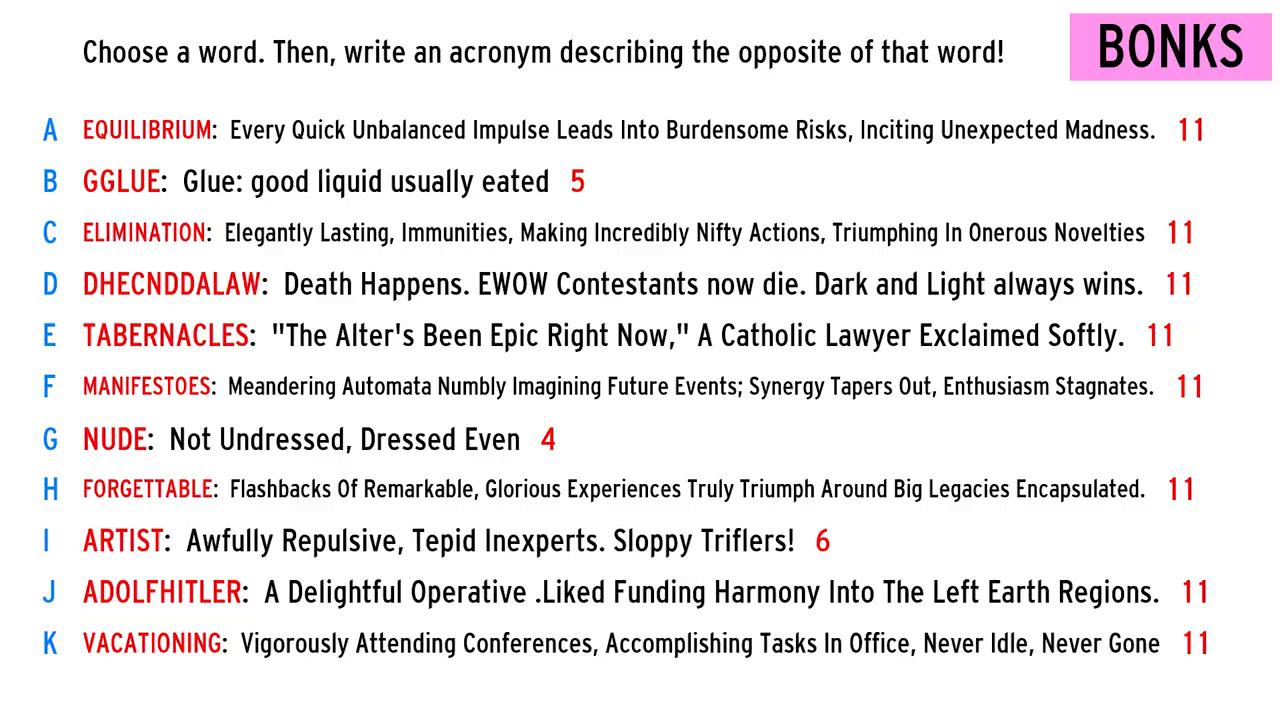 Choose a word. Then, write an acronym describing the opposite of that word!
BONKS
A EQUILIBRIUM: Every Quick Unbalanced Impulse Leads Into Burdensome Risks, Inciting Unexpected Madness. 11
B GGLUE: Glue: good liquid usually eated 5
C ELIMINATION: Elegantly Lasting, Immunities, Making Incredibly Nifty Actions, Triumphing In Onerous Novelties 11
D DHECNDDALAW: Death Happens. EWOW Contestants now die. Dark and Light always wins. 11
E TABERNACLES: "The Alter's Been Epic Right Now," A Catholic Lawyer Exclaimed Softly. 11
F MANIFESTOES: Meandering Automata Numbly Imagining Future Events; Synergy Tapers Out, Enthusiasm Stagnates. 11
G NUDE: Not Undressed, Dressed Even 4
H FORGETTABLE: Flashbacks Of Remarkable, Glorious Experiences Truly Triumph Around Big Legacies Encapsulated. 11
I ARTIST: Awfully Repulsive, Tepid Inexperts. Sloppy Triflers! 6
J ADOLFHITLER: A Delightful Operative .Liked Funding Harmony Into The Left Earth Regions. 11
K VACATIONING: Vigorously Attending Conferences, Accomplishing Tasks In Office, Never Idle, Never Gone 11